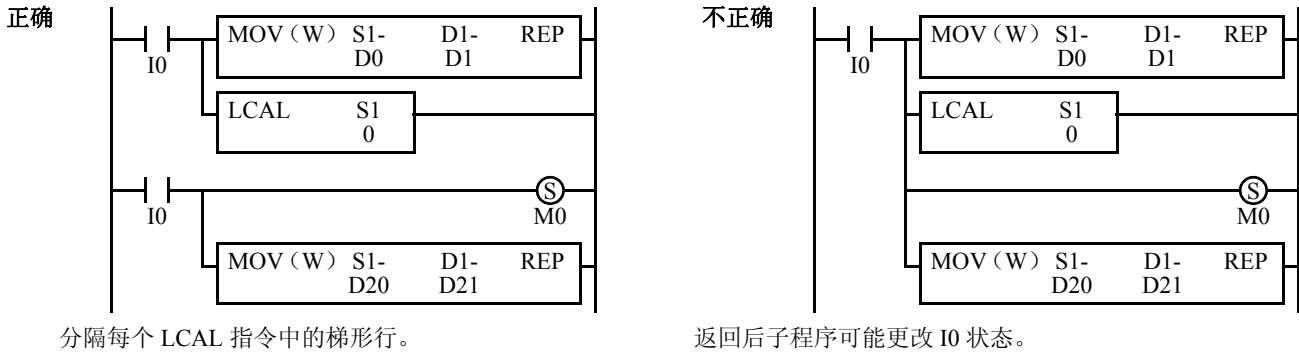 正确
MOV（W） S1- D1- REP
D0 D1
I0
LCAL S1
0
S
I0 M0
MOV（W） S1- D1- REP
D20 D21
分隔每个 LCAL 指令中的梯形行。
不正确
MOV（W） S1- D1- REP
D0 D1
I0
LCAL S1
0
S
M0
MOV（W） S1- D1- REP
D20 D21
返回后子程序可能更改 I0 状态。